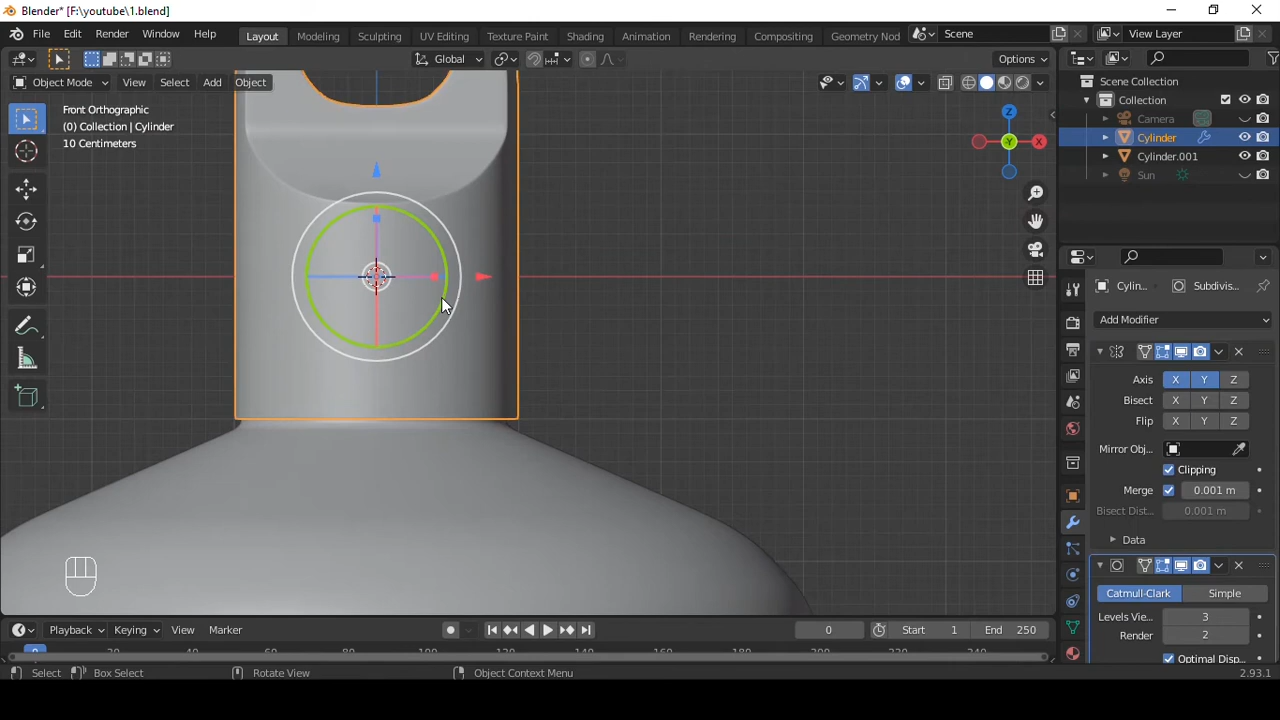 Blender* [F:\youtube\1.blend]
File Edit Render Window Help Layout Modeling Sculpting UV Editing Texture Paint Shading Animation Rendering Compositing Geometry Nod Scene View Layer
Global Options
Object Mode View Select Add Object
Front Orthographic
(0) Collection | Cylinder
10 Centimeters
Z
Y
X
Scene Collection
Collection
Camera
Cylinder
Cylinder.001
Sun
Cylin... Subdivis...
Add Modifier
Axis X Y Z
Bisect X Y Z
Flip X Y Z
Mirror Obj...
Clipping
Merge 0.001 m
Bisect Dist... 0.001 m
Data
Catmull-Clark Simple
Levels Vie... 3
Render 2
Optimal Disp...
Playback Keying View Marker 0 Start 1 End 250
Select Box Select Rotate View Object Context Menu 2.93.1